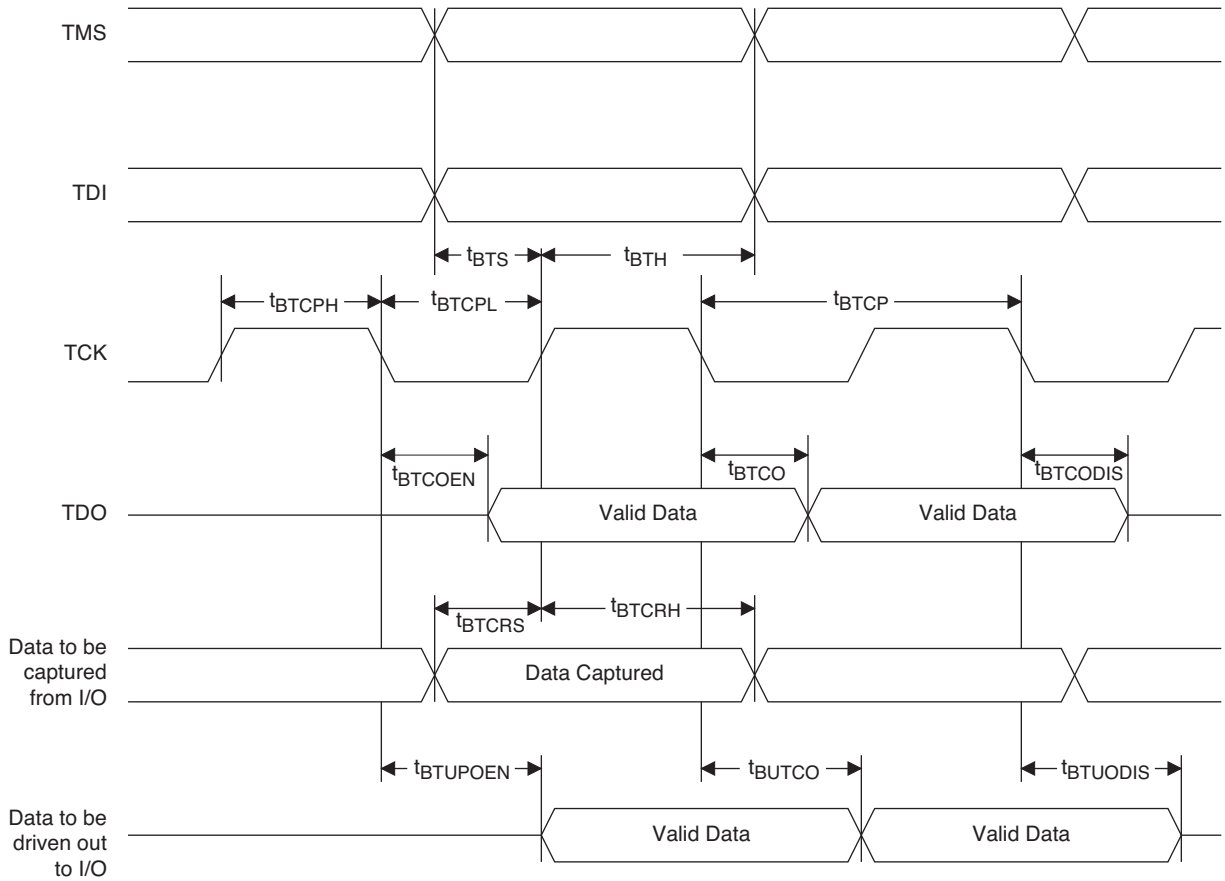 TMS
TDI
tBTS
tBTH
tBTCPH
tBTCPL
tBTCP
TCK
tBTCOEN
tBTCO
tBTCODIS
TDO
Valid Data
Valid Data
tBTCRS
tBTCRH
Data to be
captured
from I/O
Data Captured
tBTUPOEN
tBUTCO
tBTUODIS
Data to be
driven out
to I/O
Valid Data
Valid Data